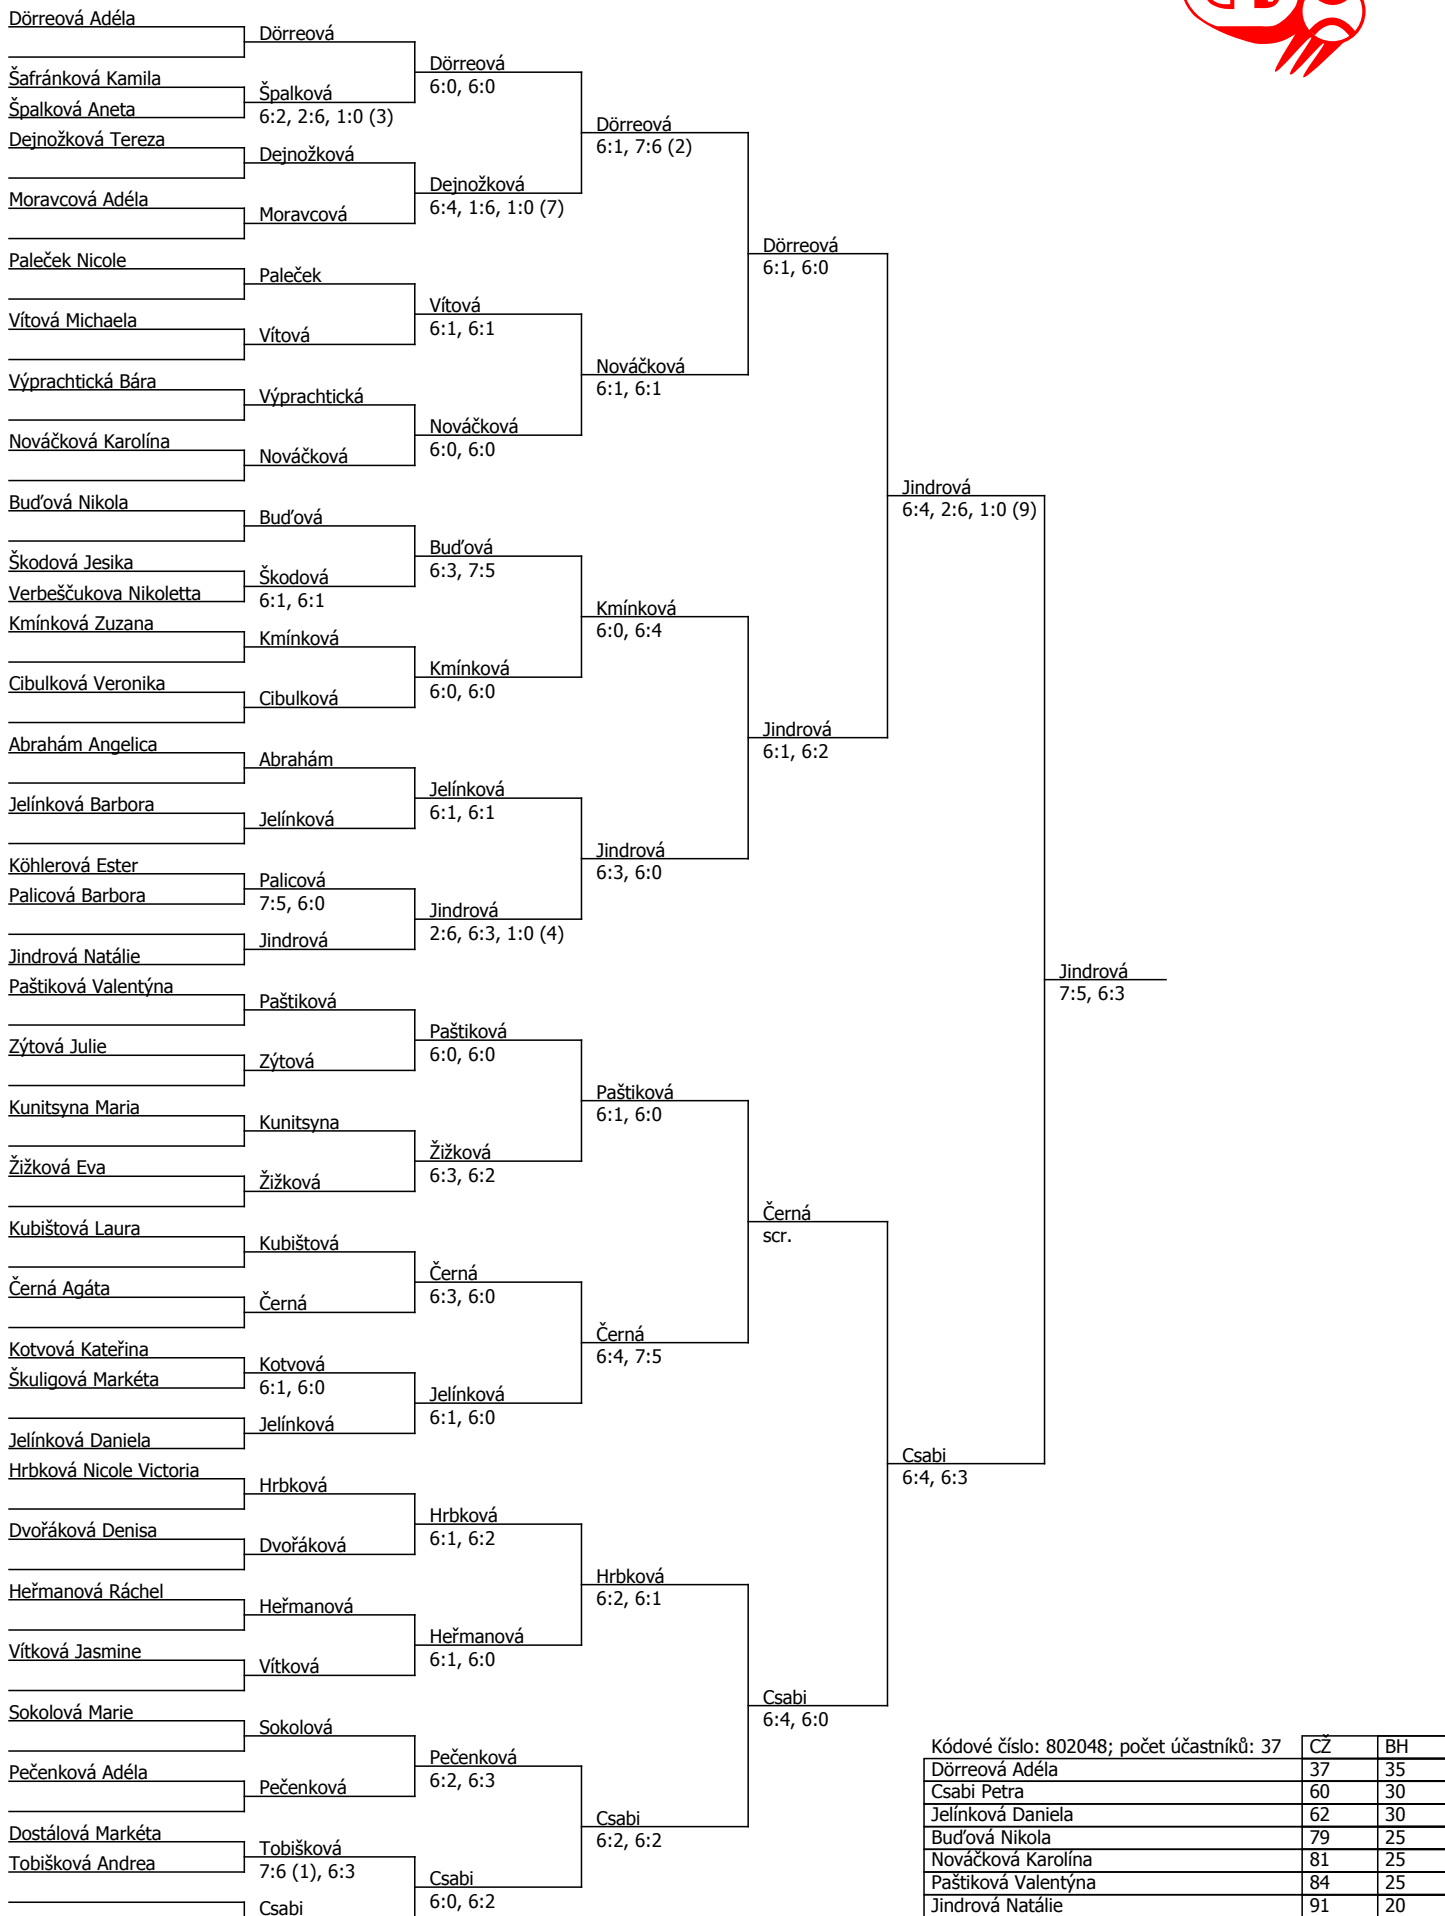 Dörreová Adéla
Šafránková Kamila
Špalková Aneta
Dejnožková Tereza
Moravcová Adéla
Paleček Nicole
Vítová Michaela
Výprachtická Bára
Nováčková Karolína
Buďová Nikola
Škodová Jesika
Verbeščukova Nikoletta
Kmínková Zuzana
Cibulková Veronika
Abrahám Angelica
Jelínková Barbora
Köhlerová Ester
Palicová Barbora
Jindrová Natálie
Paštiková Valentýna
Zýtová Julie
Kunitsyna Maria
Žižková Eva
Kubištová Laura
Černá Agáta
Kotvová Kateřina
Škuligová Markéta
Jelínková Daniela
Hrbková Nicole Victoria
Dvořáková Denisa
Heřmanová Ráchel
Vítková Jasmine
Sokolová Marie
Pečenková Adéla
Dostálová Markéta
Tobišková Andrea
Dörreová
Špalková
6:2, 2:6, 1:0 (3)
Dejnožková
Moravcová
Paleček
Vítová
Výprachtická
Nováčková
Buďová
Škodová
6:1, 6:1
Kmínková
Cibulková
Abrahám
Jelínková
Palicová
7:5, 6:0
Jindrová
Paštiková
Zýtová
Kunitsyna
Žižková
Kubištová
Černá
Kotvová
6:1, 6:0
Jelínková
Hrbková
Dvořáková
Heřmanová
Vítková
Sokolová
Pečenková
Tobišková
7:6 (1), 6:3
Csabi
Dörreová
6:0, 6:0
Dejnožková
6:4, 1:6, 1:0 (7)
Vítová
6:1, 6:1
Nováčková
6:0, 6:0
Buďová
6:3, 7:5
Kmínková
6:0, 6:0
Jelínková
6:1, 6:1
Jindrová
2:6, 6:3, 1:0 (4)
Paštiková
6:0, 6:0
Žižková
6:3, 6:2
Černá
6:3, 6:0
Jelínková
6:1, 6:0
Hrbková
6:1, 6:2
Heřmanová
6:1, 6:0
Pečenková
6:2, 6:3
Csabi
6:0, 6:2
Dörreová
6:1, 7:6 (2)
Nováčková
6:1, 6:1
Kmínková
6:0, 6:4
Jindrová
6:3, 6:0
Paštiková
6:1, 6:0
Černá
6:4, 7:5
Hrbková
6:2, 6:1
Csabi
6:2, 6:2
Dörreová
6:1, 6:0
Jindrová
6:1, 6:2
Černá
scr.
Csabi
6:4, 6:0
Jindrová
6:4, 2:6, 1:0 (9)
Csabi
6:4, 6:3
Jindrová
7:5, 6:3
Kódové číslo: 802048; počet účastníků: 37 CŽ BH
Dörreová Adéla 37 35
Csabi Petra 60 30
Jelínková Daniela 62 30
Buďová Nikola 79 25
Nováčková Karolína 81 25
Paštiková Valentýna 84 25
Jindrová Natálie 91 20